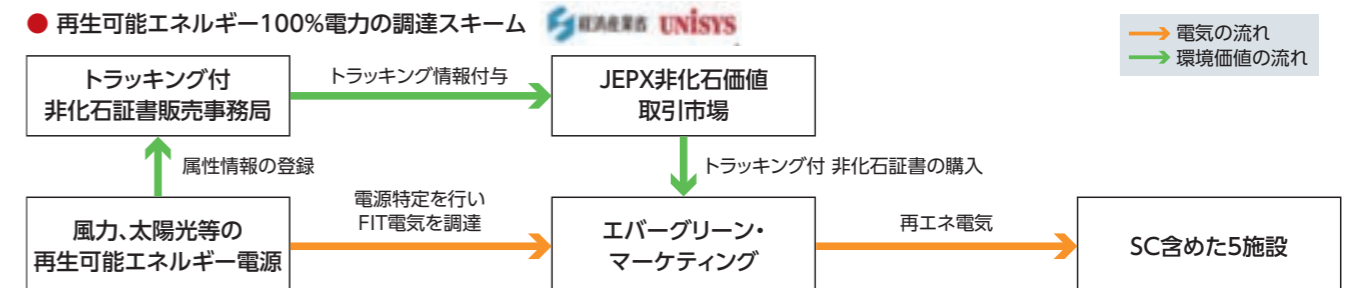 ● 再生可能エネルギー100%電力の調達スキーム 経済産業省 UNISYS
電気の流れ
環境価値の流れ
トラッキング付
非化石証書販売事務局
トラッキング情報付与
JEPX非化石価値
取引市場
属性情報の登録
トラッキング付 非化石証書の購入
風力、太陽光等の
再生可能エネルギー電源
電源特定を行い
FIT電気を調達
エバーグリーン・
マーケティング
再エネ電気
SC含めた5施設